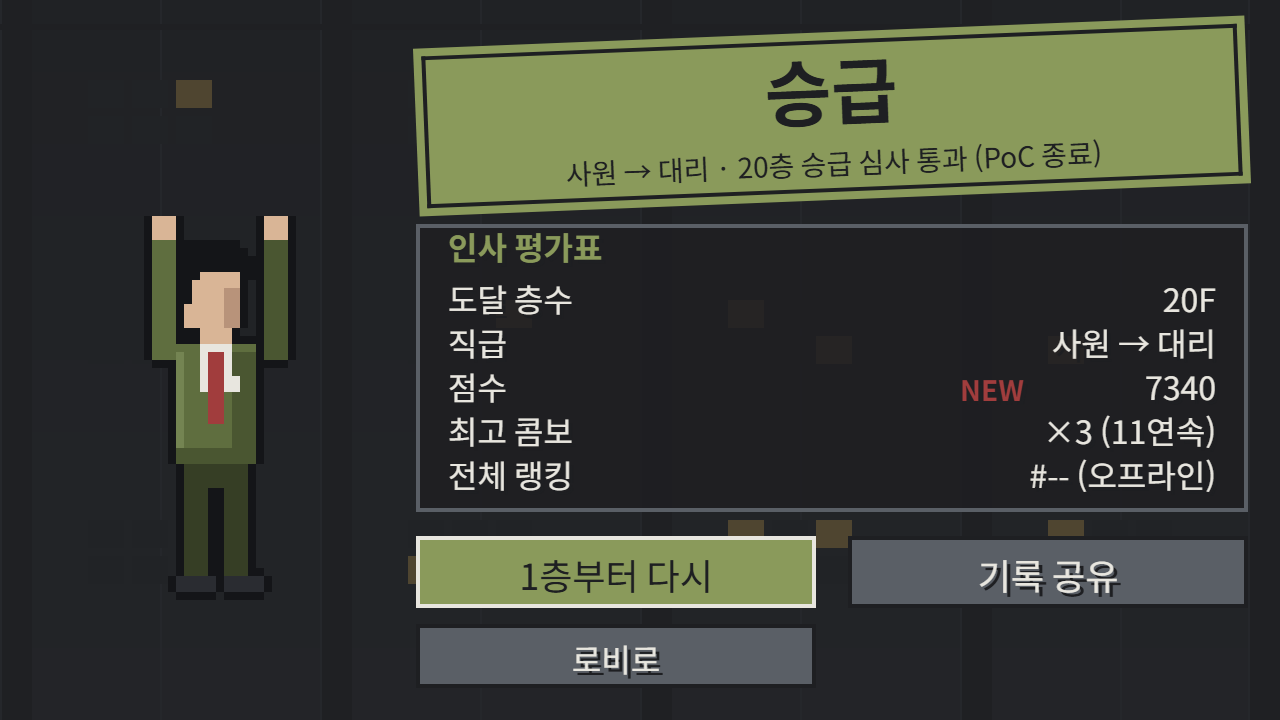 승급
사원 → 대리 · 20층 승급 심사 통과 (PoC 종료)
인사 평가표
도달 층수 20F
직급 사원 → 대리
점수 NEW 7340
최고 콤보 ×3 (11연속)
전체 랭킹 #-- (오프라인)
1층부터 다시 기록 공유
로비로